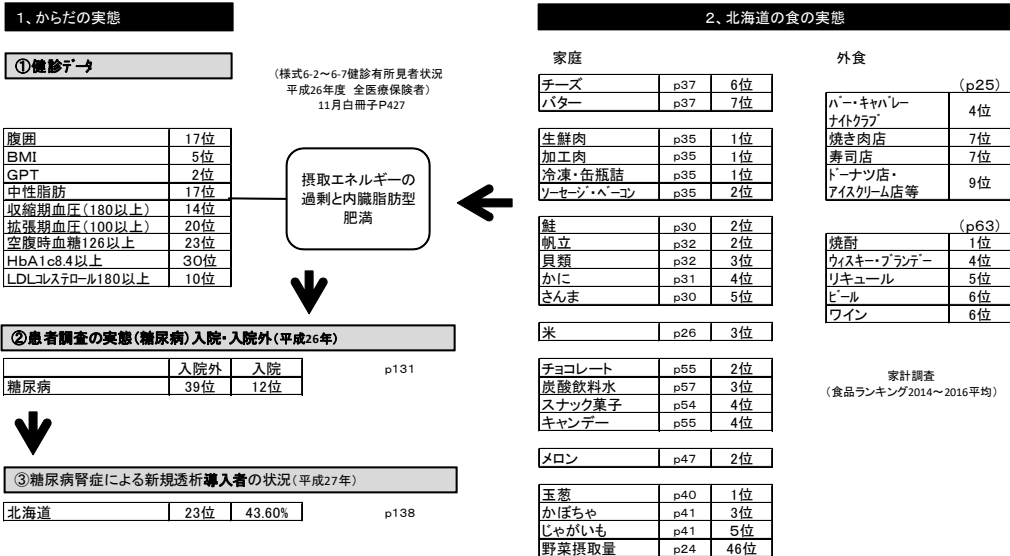 1、からだの実態
①健診データ
(様式6-2～6-7健診有所見者状況
平成26年度 全医療保険者)
11月白冊子P427
腹囲 17位
BMI 5位
GPT 2位
中性脂肪 17位
収縮期血圧(180以上) 14位
拡張期血圧(100以上) 20位
空腹時血糖126以上 23位
HbA1c8.4以上 30位
LDLコレステロール180以上 10位
摂取エネルギーの
過剰と内臓脂肪型
肥満
②患者調査の実態(糖尿病)入院・入院外(平成26年)
入院外 入院 p131
糖尿病 39位 12位
③糖尿病腎症による新規透析導入者の状況(平成27年)
北海道 23位 43.60% p138
2、北海道の食の実態
家庭
チーズ p37 6位
バター p37 7位
生鮮肉 p35 1位
加工肉 p35 1位
冷凍・缶瓶詰 p35 1位
ソーセージ・ベーコン p35 2位
鮭 p30 2位
帆立 p32 2位
貝類 p32 3位
かに p31 4位
さんま p30 5位
米 p26 3位
チョコレート p55 2位
炭酸飲料水 p57 3位
スナック菓子 p54 4位
キャンデー p55 4位
メロン p47 2位
玉葱 p40 1位
かぼちゃ p41 3位
じゃがいも p41 5位
野菜摂取量 p24 46位
外食
(p25)
バー・キャバレー
ナイトクラブ 4位
焼き肉店 7位
寿司店 7位
ドーナツ店・
アイスクリーム店等 9位
(p63)
焼酎 1位
ウィスキー・ブランデー 4位
リキュール 5位
ビール 6位
ワイン 6位
家計調査
(食品ランキング2014～2016平均)